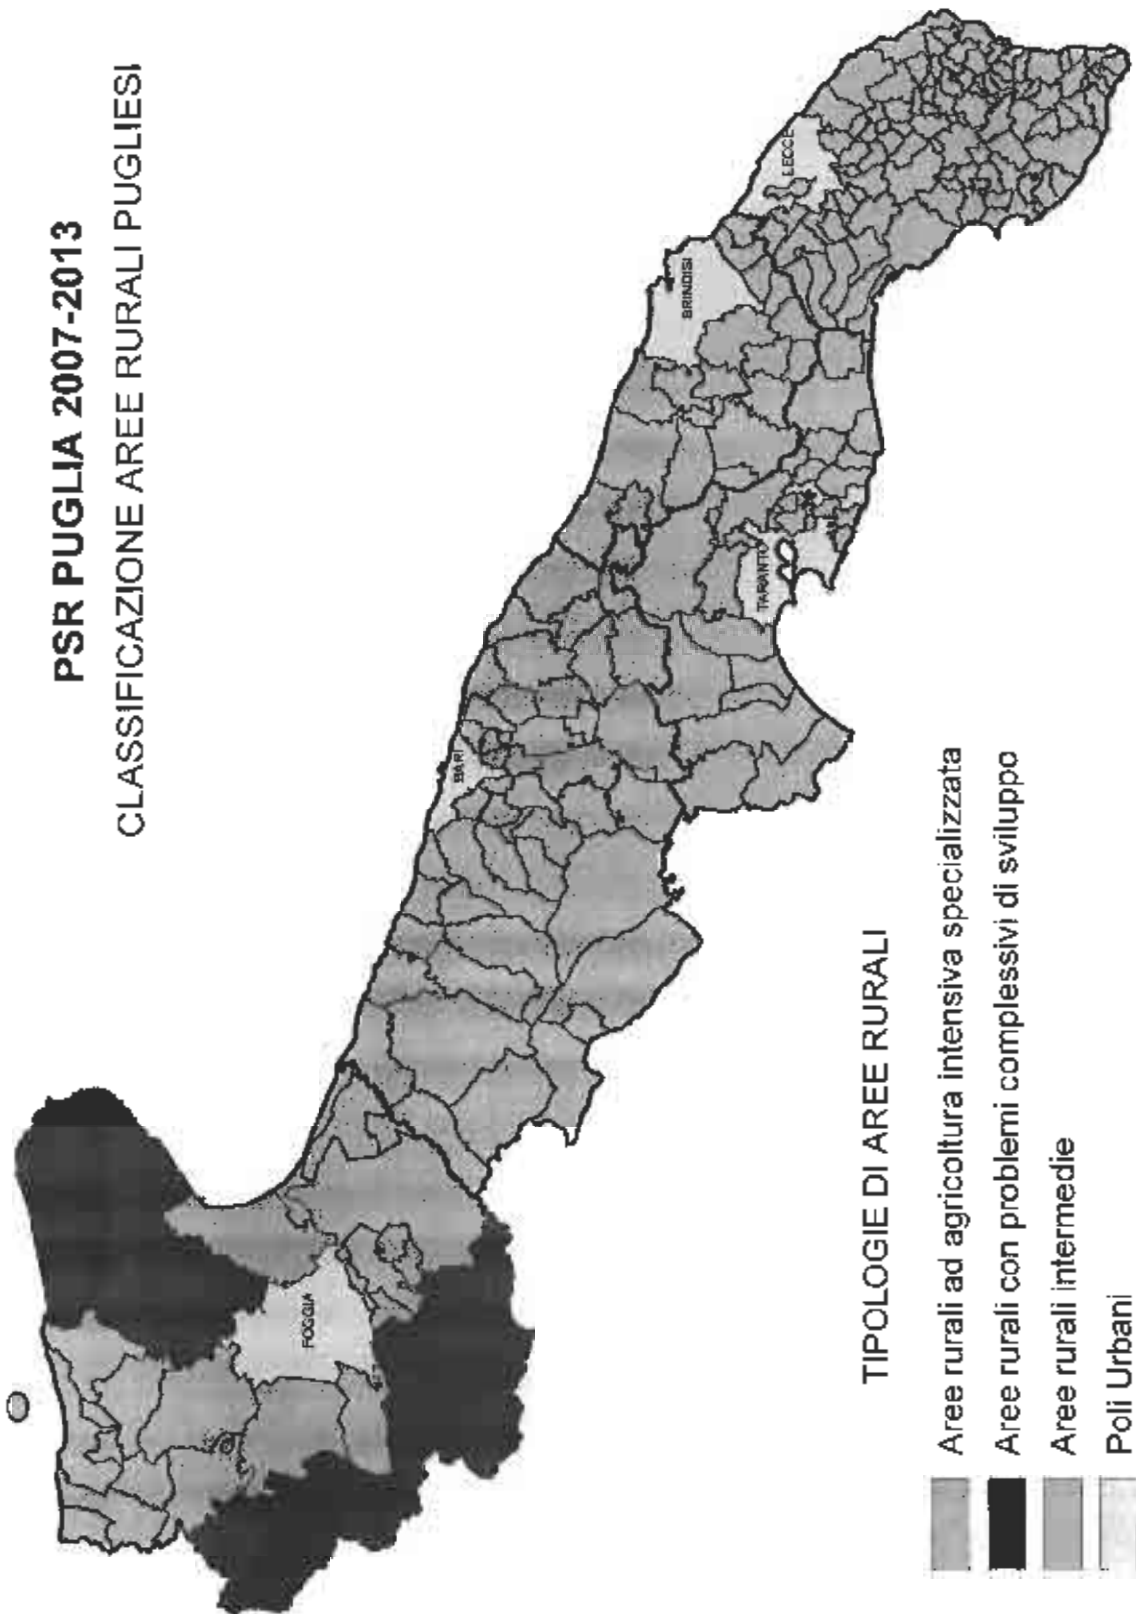 PSR PUGLIA 2007-2013
CLASSIFICAZIONE AREE RURALI PUGLIESI
FOGGIA
BARI
TARANTO
BRINDISI
LECCE
TIPOLOGIE DI AREE RURALI
Aree rurali ad agricoltura intensiva specializzata
Aree rurali con problemi complessivi di sviluppo
Aree rurali intermedie
Poli Urbani